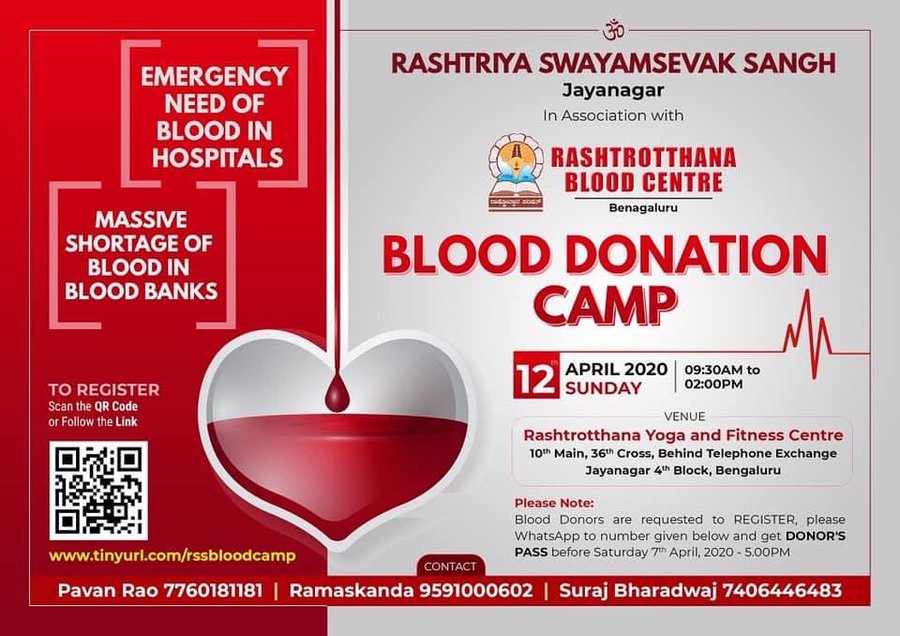 EMERGENCY
NEED OF
BLOOD IN
HOSPITALS
MASSIVE
SHORTAGE OF
BLOOD IN
BLOOD BANKS
TO REGISTER
Scan the QR Code
or Follow the Link
www.tinyurl.com/rssbloodcamp
ॐ
RASHTRIYA SWAYAMSEVAK SANGH
Jayanagar
In Association with
ರಾಷ್ಟ್ರೋತ್ಥಾನ ಪರಿಷತ್
RASHTROTTHANA
BLOOD CENTRE
Benagaluru
BLOOD DONATION
CAMP
12th APRIL 2020 SUNDAY
09:30AM to
02:00PM
VENUE
Rashtrotthana Yoga and Fitness Centre
10th Main, 36th Cross, Behind Telephone Exchange
Jayanagar 4th Block, Bengaluru
Please Note:
Blood Donors are requested to REGISTER, please
WhatsApp to number given below and get DONOR'S
PASS before Saturday 7th April, 2020 - 5.00PM
CONTACT
Pavan Rao 7760181181 | Ramaskanda 9591000602 | Suraj Bharadwaj 7406446483